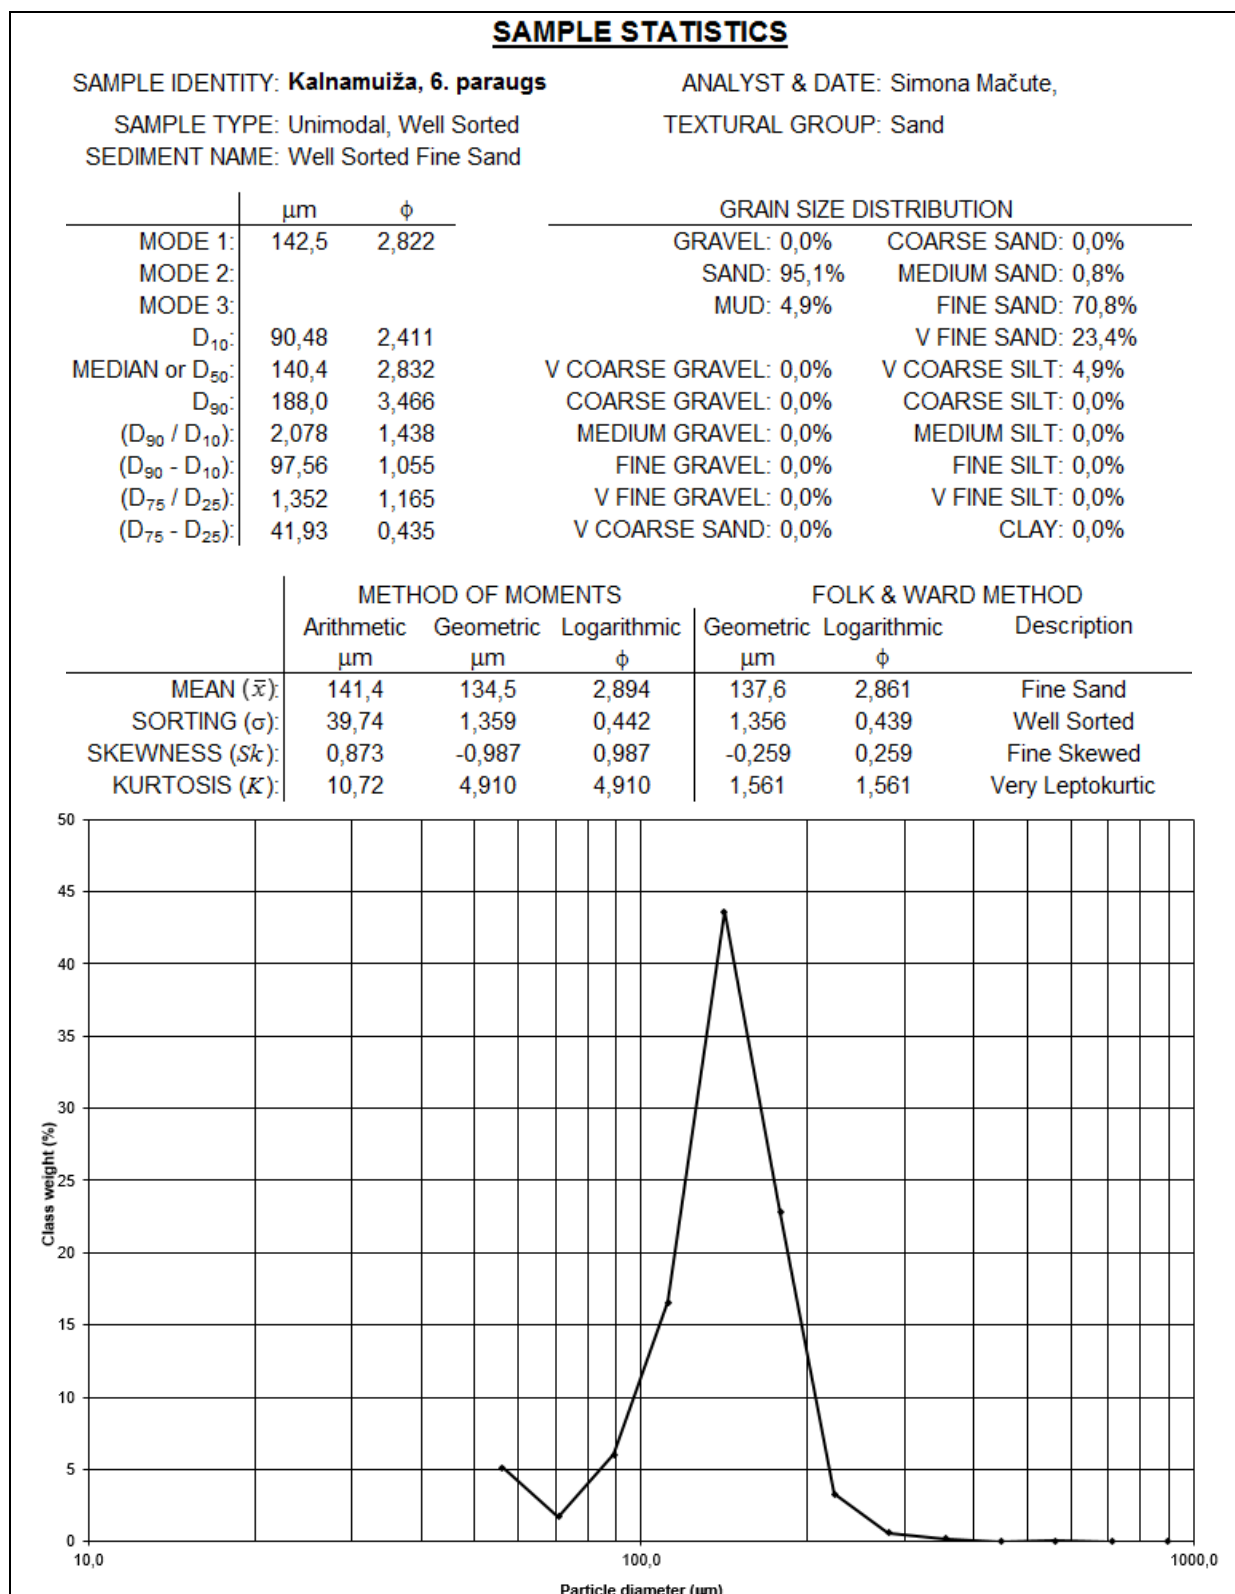 SAMPLE STATISTICS
SAMPLE IDENTITY: Kalnamuiža, 6. paraugs ANALYST & DATE: Simona Mačute,
SAMPLE TYPE: Unimodal, Well Sorted TEXTURAL GROUP: Sand
SEDIMENT NAME: Well Sorted Fine Sand
μm ϕ GRAIN SIZE DISTRIBUTION
MODE 1: 142,5 2,822 GRAVEL: 0,0% COARSE SAND: 0,0%
MODE 2: SAND: 95,1% MEDIUM SAND: 0,8%
MODE 3: MUD: 4,9% FINE SAND: 70,8%
D10: 90,48 2,411 V FINE SAND: 23,4%
MEDIAN or D50: 140,4 2,832 V COARSE GRAVEL: 0,0% V COARSE SILT: 4,9%
D90: 188,0 3,466 COARSE GRAVEL: 0,0% COARSE SILT: 0,0%
(D90 / D10): 2,078 1,438 MEDIUM GRAVEL: 0,0% MEDIUM SILT: 0,0%
(D90 - D10): 97,56 1,055 FINE GRAVEL: 0,0% FINE SILT: 0,0%
(D75 / D25): 1,352 1,165 V FINE GRAVEL: 0,0% V FINE SILT: 0,0%
(D75 - D25): 41,93 0,435 V COARSE SAND: 0,0% CLAY: 0,0%
METHOD OF MOMENTS FOLK & WARD METHOD
Arithmetic Geometric Logarithmic Geometric Logarithmic Description
μm μm ϕ μm ϕ
MEAN (x̄): 141,4 134,5 2,894 137,6 2,861 Fine Sand
SORTING (σ): 39,74 1,359 0,442 1,356 0,439 Well Sorted
SKEWNESS (Sk): 0,873 -0,987 0,987 -0,259 0,259 Fine Skewed
KURTOSIS (K): 10,72 4,910 4,910 1,561 1,561 Very Leptokurtic
50
45
40
35
30
25
20
15
10
5
0
Class weight (%)
10,0 100,0 1000,0
Particle diameter (μm)